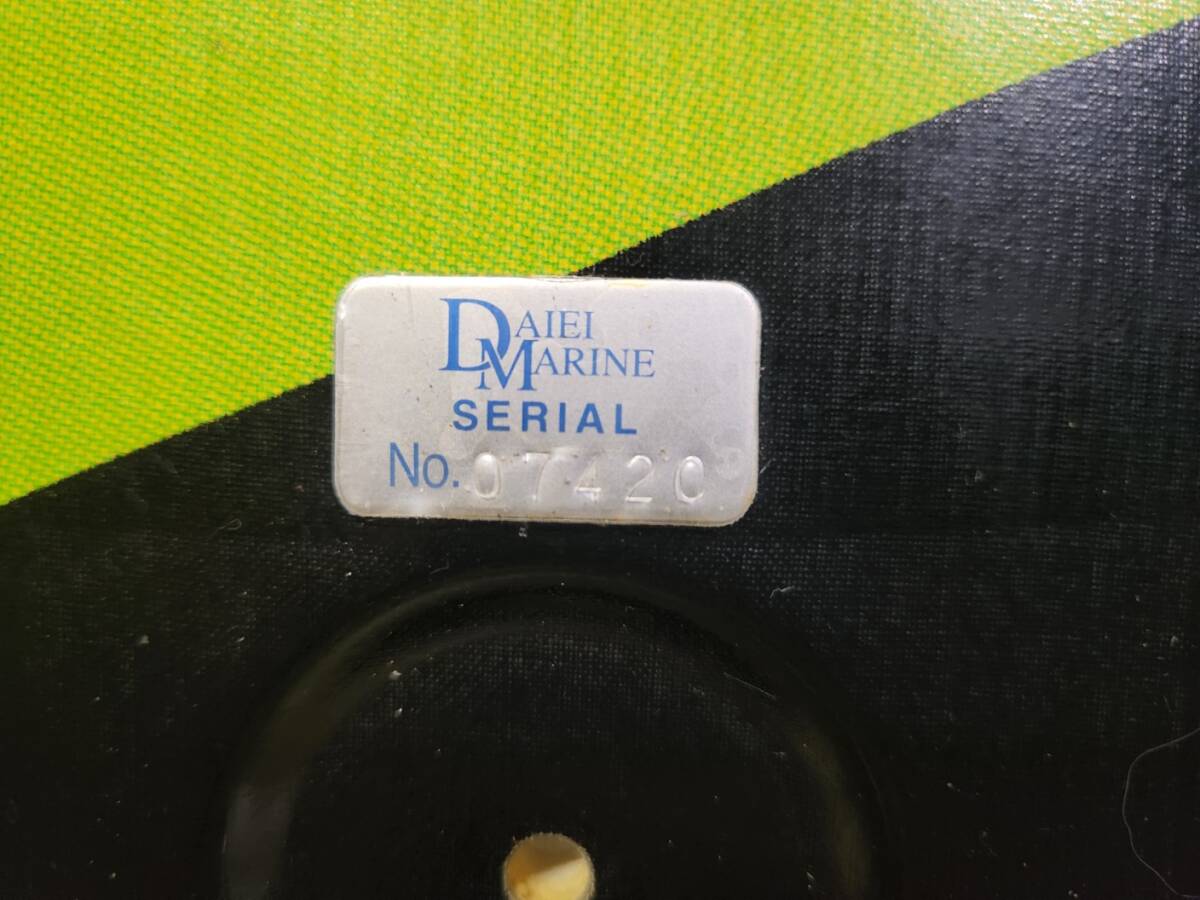 DAIEI
MARINE
SERIAL
No. 07420